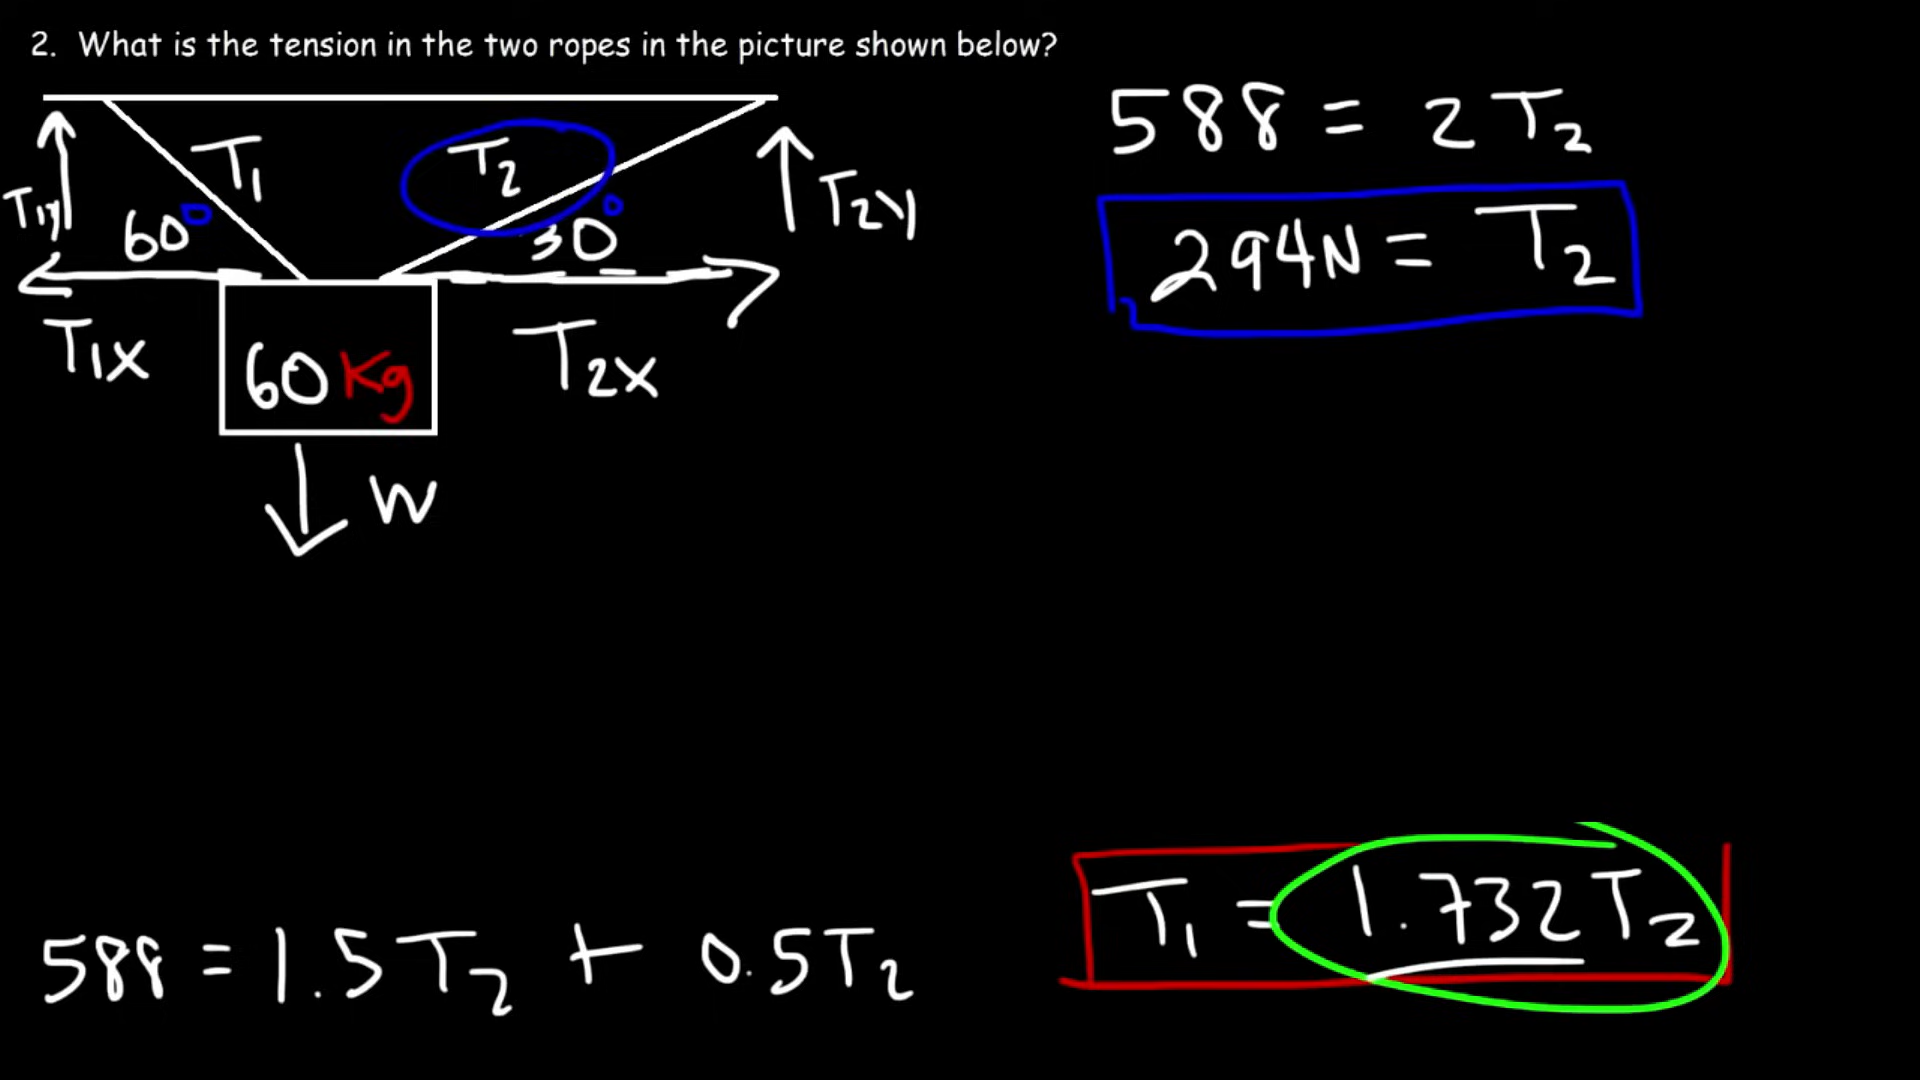 2. What is the tension in the two ropes in the picture shown below?
T1 T2
T1y 60° 30° T2y
T1x T2x
60 Kg
W
588 = 2T2
294N = T2
588 = 1.5T2 + 0.5T2
T1 = 1.732T2